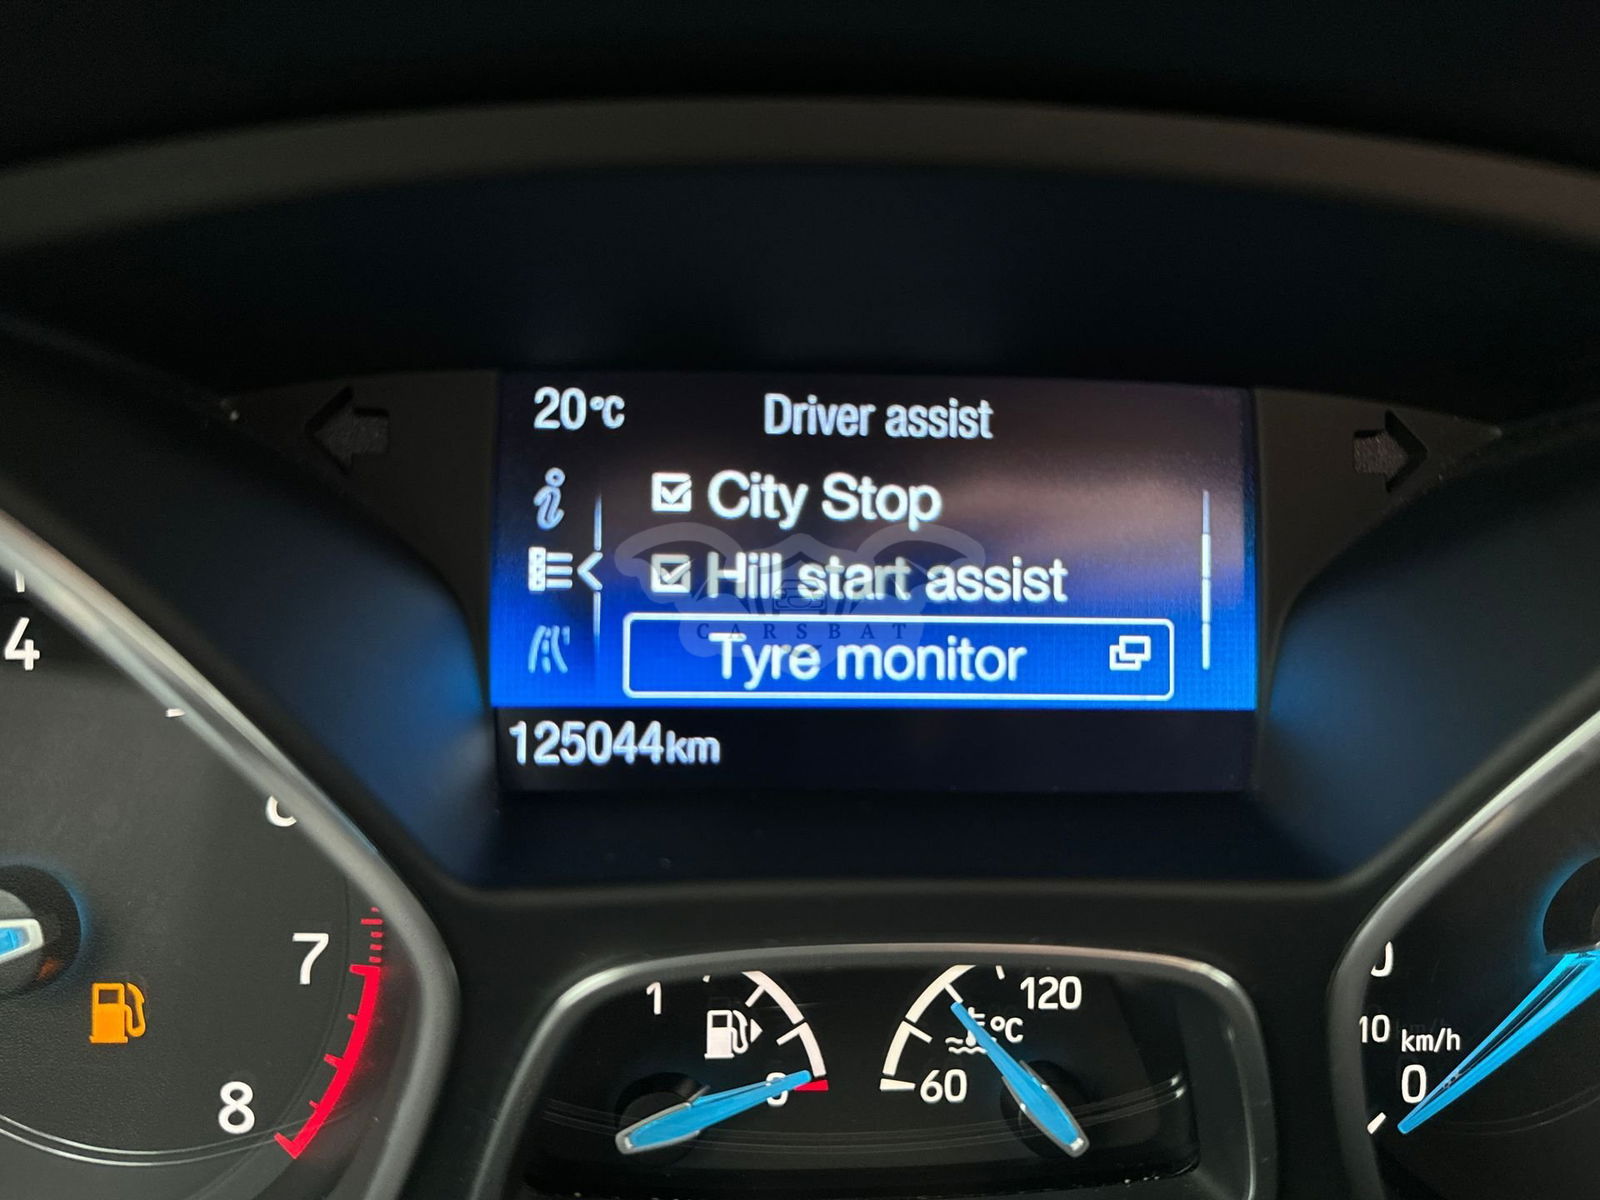 20°C Driver assist
City Stop
Hill start assist
CARSBAT
Tyre monitor
125044km
4
7
8
1
0
120
°C
60
10 km/h
0